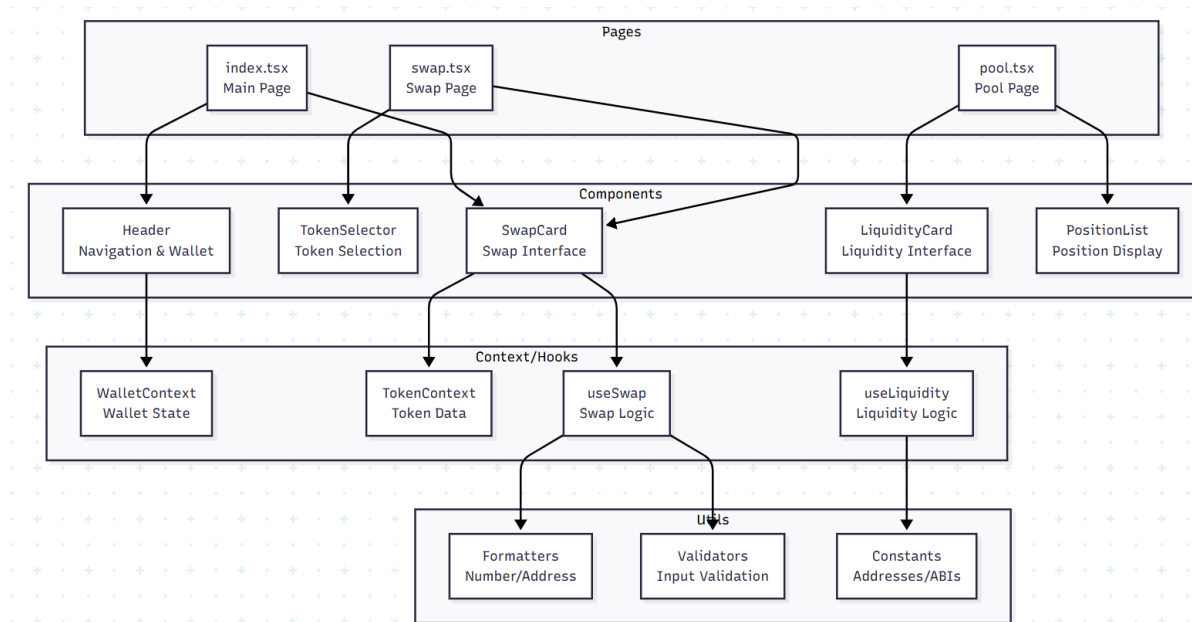 Pages
index.tsx
Main Page
swap.tsx
Swap Page
pool.tsx
Pool Page
Components
Header
Navigation & Wallet
TokenSelector
Token Selection
SwapCard
Swap Interface
LiquidityCard
Liquidity Interface
PositionList
Position Display
Context/Hooks
WalletContext
Wallet State
TokenContext
Token Data
useSwap
Swap Logic
useLiquidity
Liquidity Logic
Utils
Formatters
Number/Address
Validators
Input Validation
Constants
Addresses/ABIs